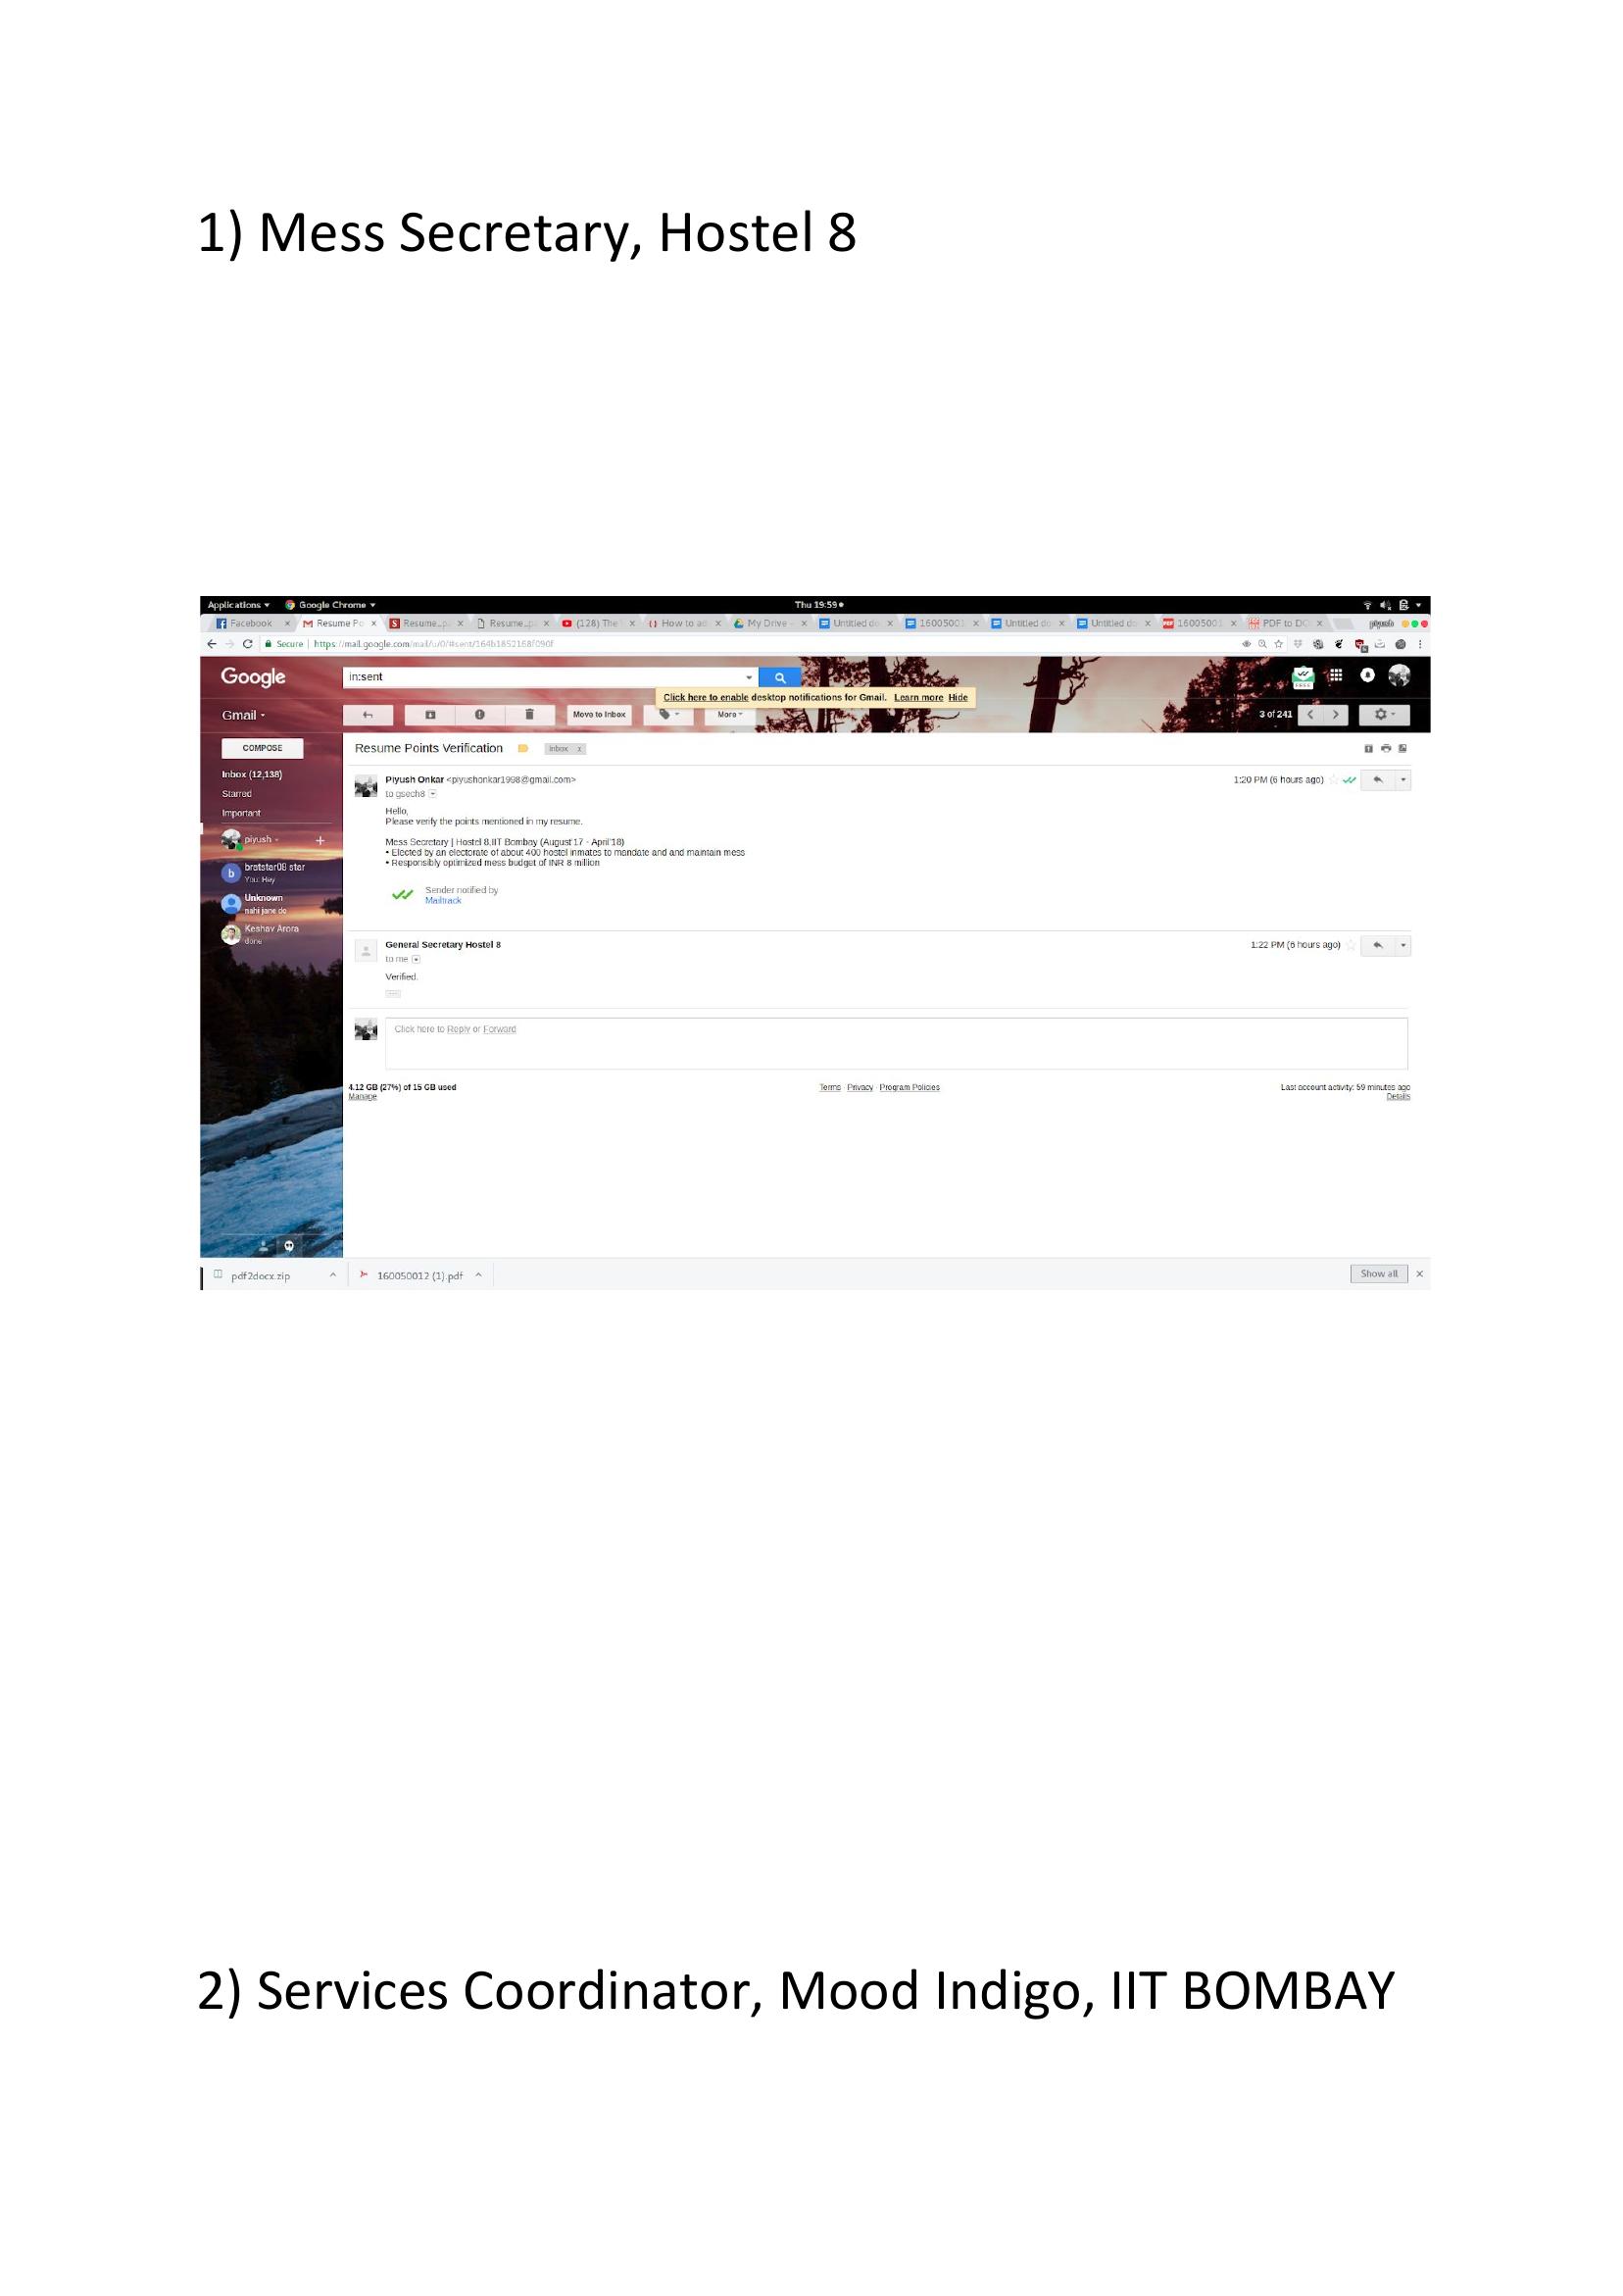 1) Mess Secretary, Hostel 8
Applications Google Chrome Thu 19:59
Facebook Resume Po Resume_p Resume_p (128) The How to ad My Drive - Untitled do 16005001 Untitled do Untitled do 16005001 PDF to DO piyush
Secure https://mail.google.com/mail/u/0/#sent/164b1852168f090f
Google in:sent
Click here to enable desktop notifications for Gmail. Learn more Hide
Gmail Move to Inbox More 3 of 241
COMPOSE Resume Points Verification Inbox x
Inbox (12,138)
Starred
Important
piyush
bratstar08 star
You: Hey
Unknown
nahi jane do
Keshav Arora
done
Piyush Onkar <piyushonkar1998@gmail.com> 1:20 PM (6 hours ago)
to gsech8
Hello,
Please verify the points mentioned in my resume.
Mess Secretary | Hostel 8,IIT Bombay (August'17 - April'18)
• Elected by an electorate of about 400 hostel inmates to mandate and and maintain mess
• Responsibly optimized mess budget of INR 8 million
Sender notified by
Mailtrack
General Secretary Hostel 8 1:22 PM (6 hours ago)
to me
Verified.
Click here to Reply or Forward
4.12 GB (27%) of 15 GB used Terms · Privacy · Program Policies Last account activity: 59 minutes ago
Manage Details
pdf2docx.zip 160050012 (1).pdf Show all
2) Services Coordinator, Mood Indigo, IIT BOMBAY